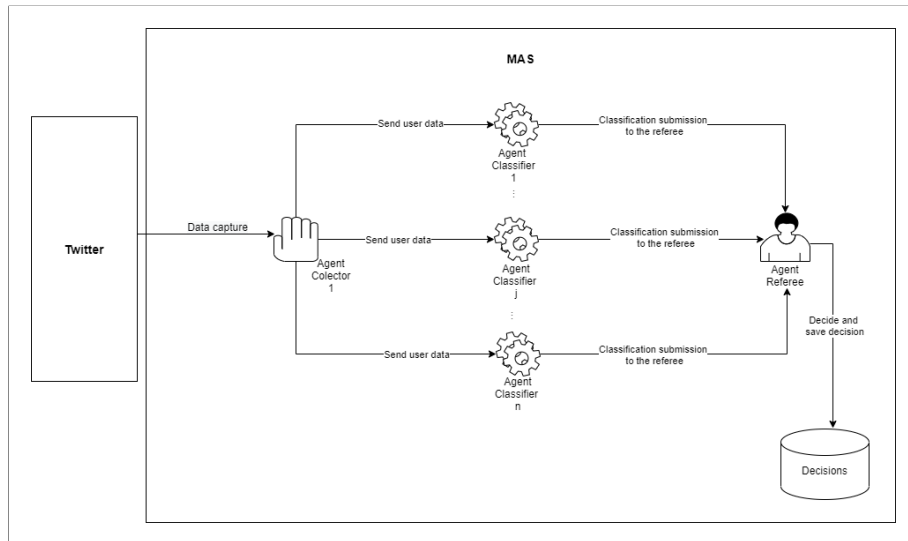 MAS
Twitter
Data capture
Agent
Colector
1
Send user data
Agent
Classifier
1
Classification submission
to the referee
Send user data
Agent
Classifier
j
Classification submission
to the referee
Send user data
Agent
Classifier
n
Classification submission
to the referee
Agent
Referee
Decide and
save decision
Decisions